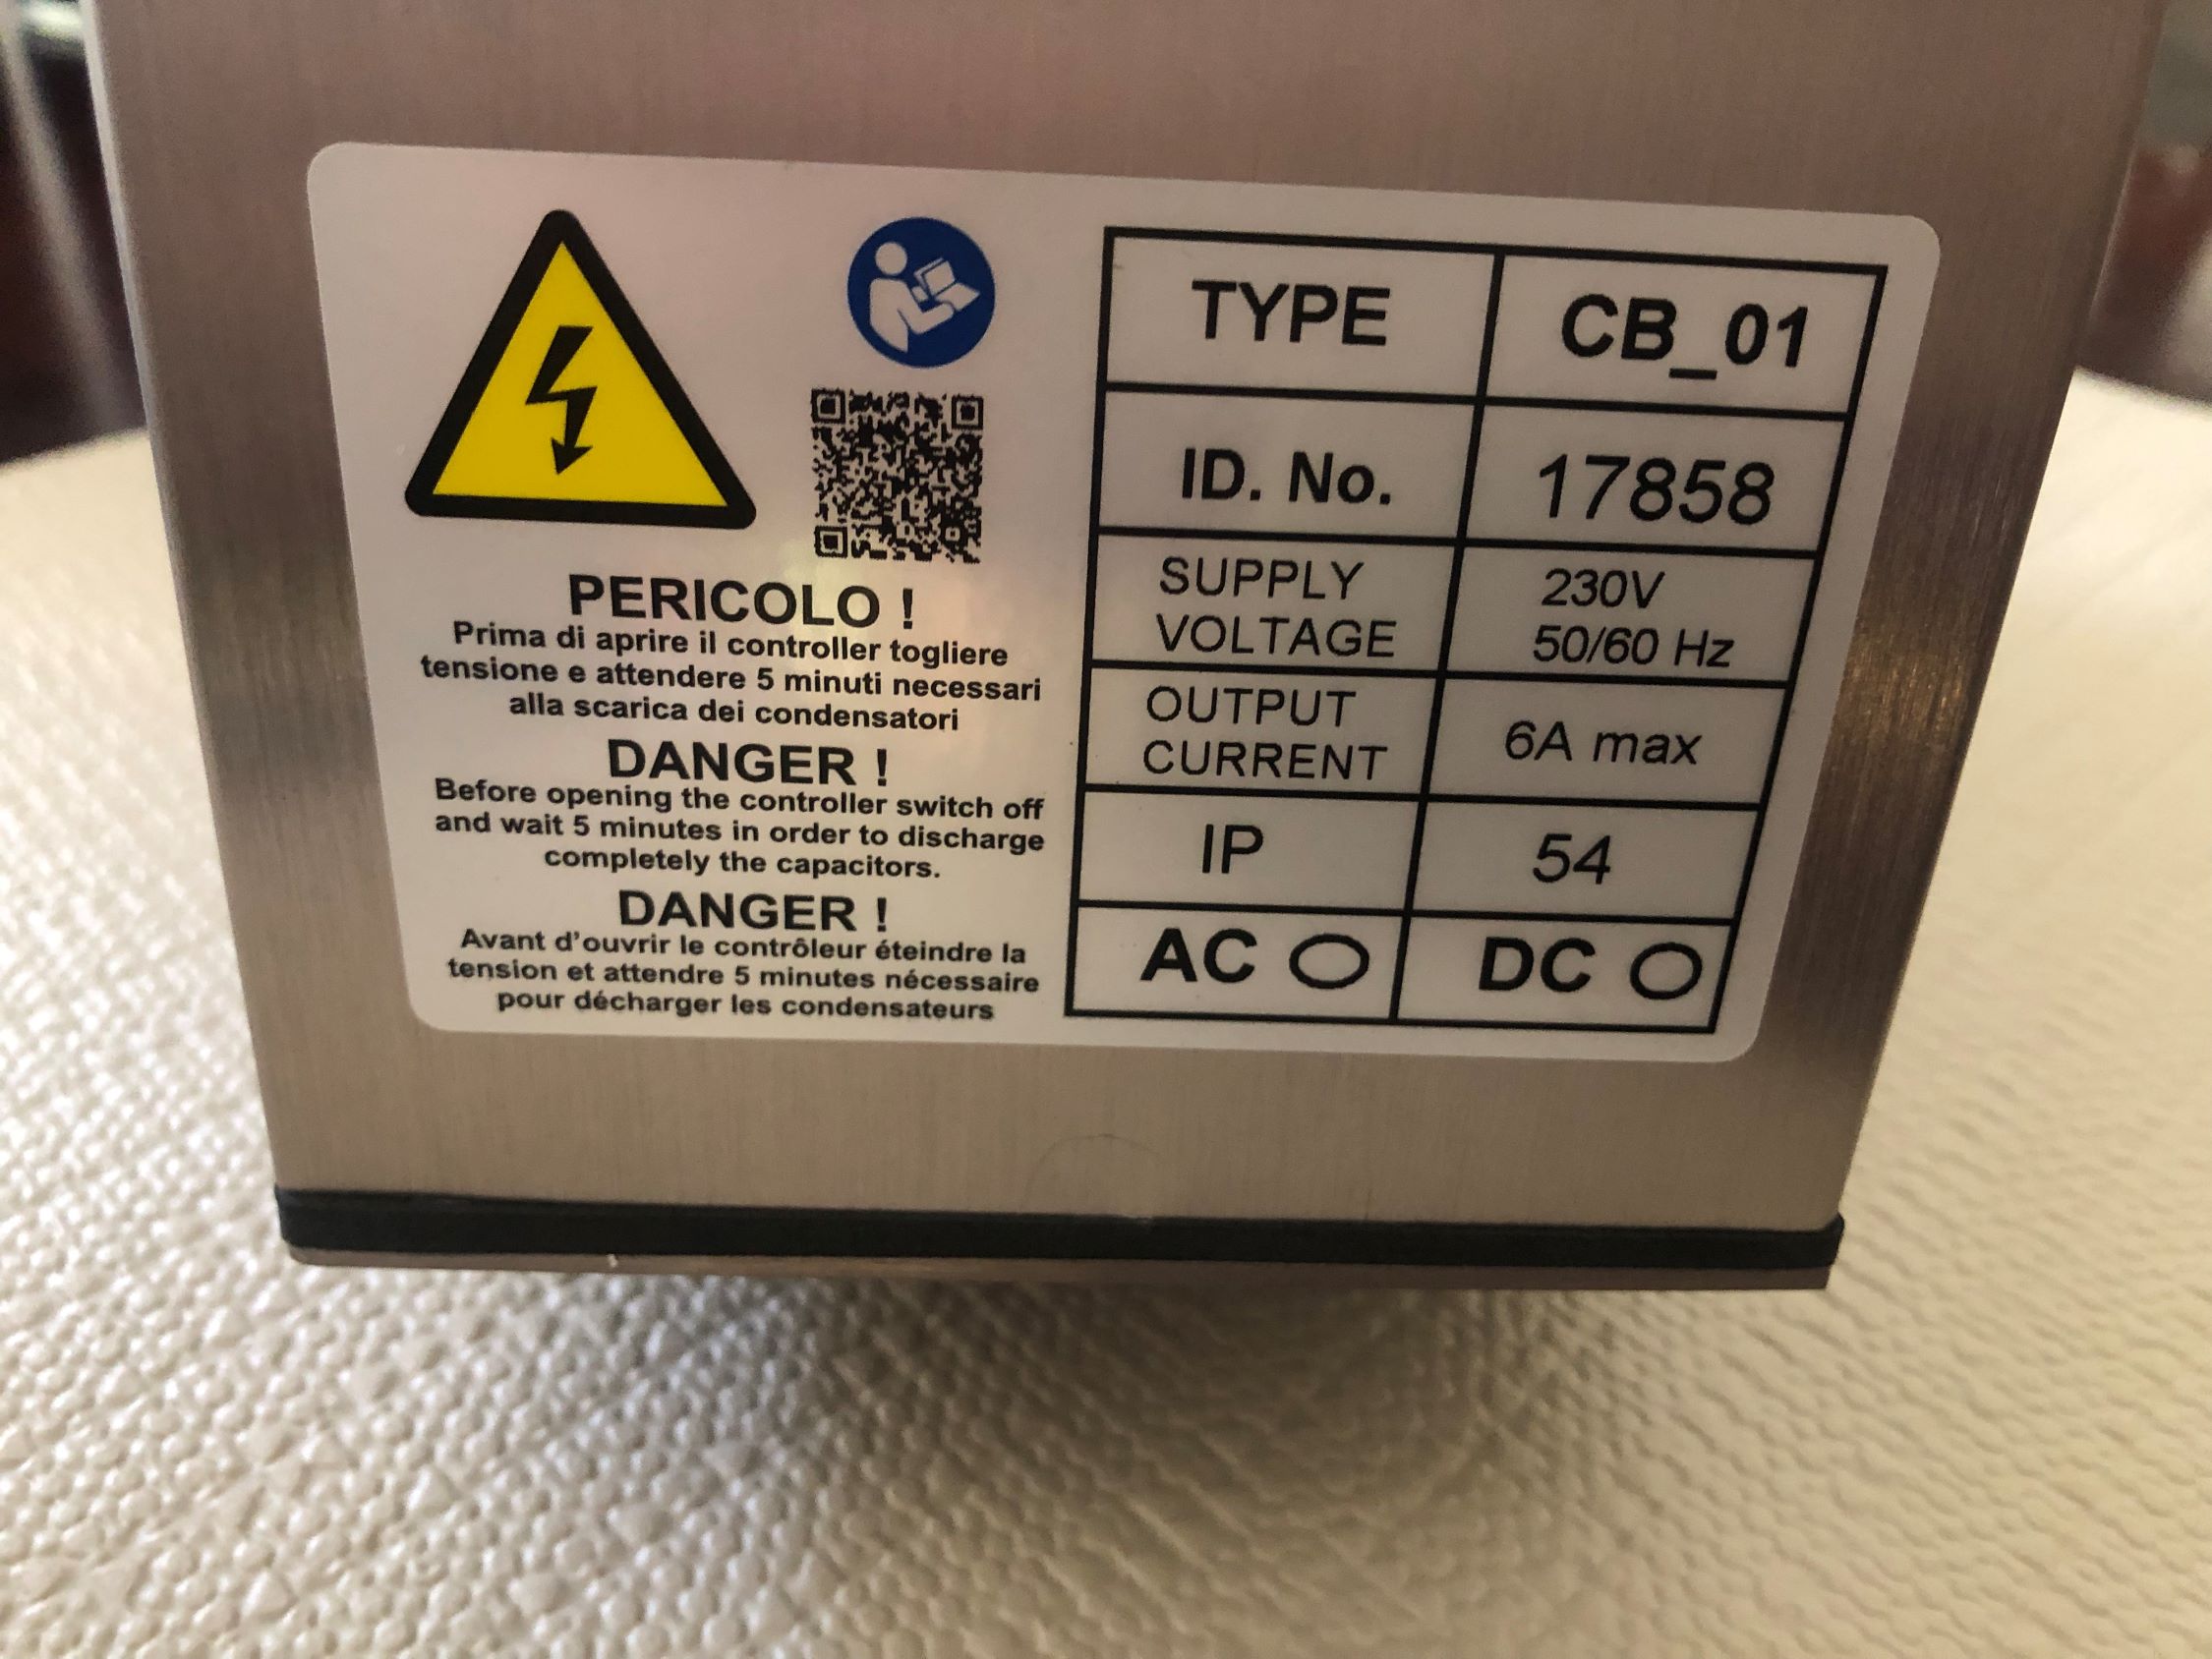 PERICOLO !
Prima di aprire il controller togliere
tensione e attendere 5 minuti necessari
alla scarica dei condensatori
DANGER !
Before opening the controller switch off
and wait 5 minutes in order to discharge
completely the capacitors.
DANGER !
Avant d'ouvrir le contrôleur éteindre la
tension et attendre 5 minutes nécessaire
pour décharger les condensateurs
TYPE CB_01
ID. No. 17858
SUPPLY VOLTAGE 230V 50/60 Hz
OUTPUT CURRENT 6A max
IP 54
AC DC